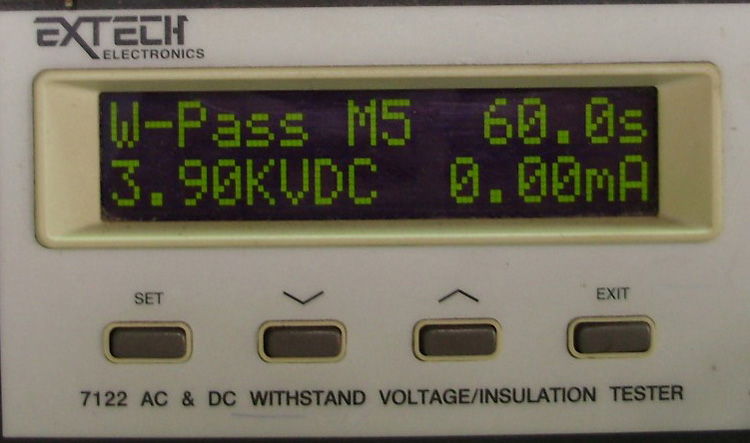 EXTECH
ELECTRONICS
W-Pass M5 60.0s
3.90KVDC 0.00mA
SET EXIT
7122 AC & DC WITHSTAND VOLTAGE/INSULATION TESTER